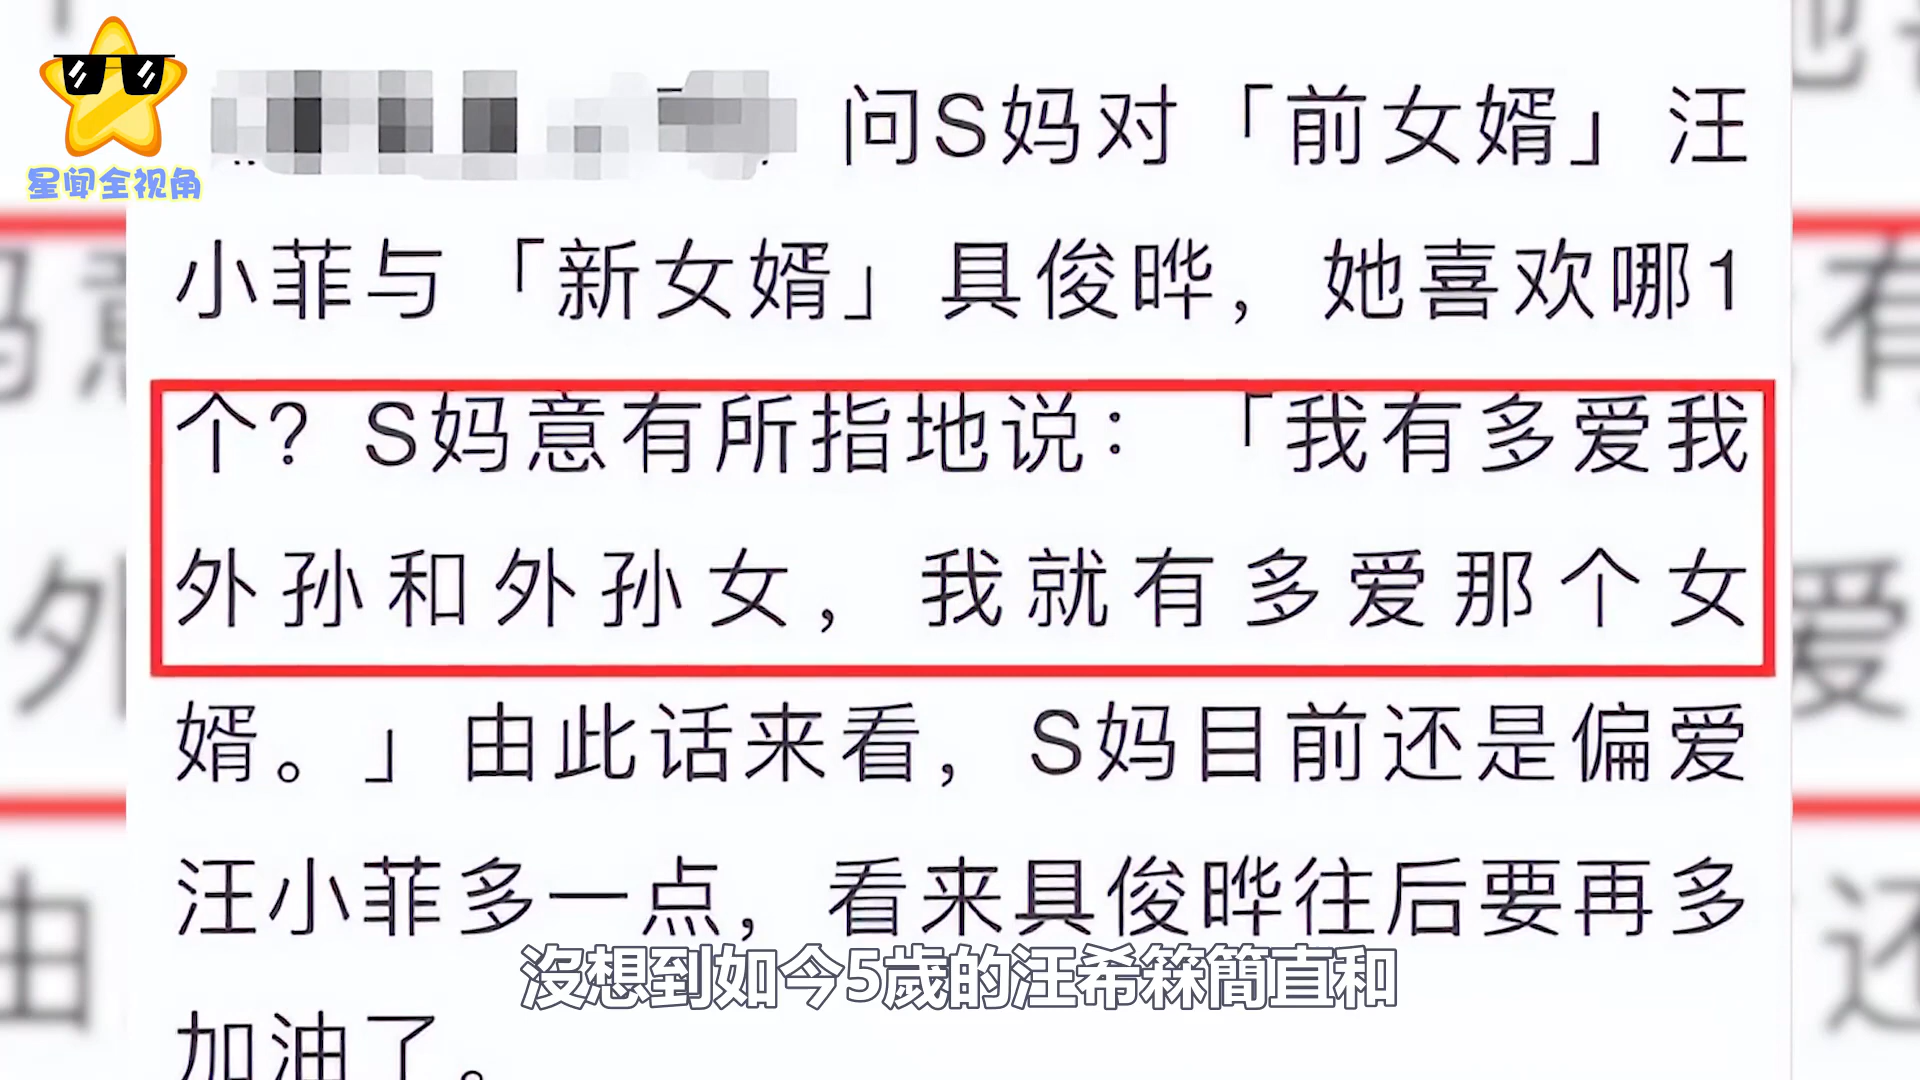 星闻全视角
问S妈对「前女婿」汪
小菲与「新女婿」具俊晔，她喜欢哪1
个？S妈意有所指地说：「我有多爱我
外孙和外孙女，我就有多爱那个女
婿。」由此话来看，S妈目前还是偏爱
汪小菲多一点，看来具俊晔往后要再多
加油了。
沒想到如今5歲的汪希箖簡直和